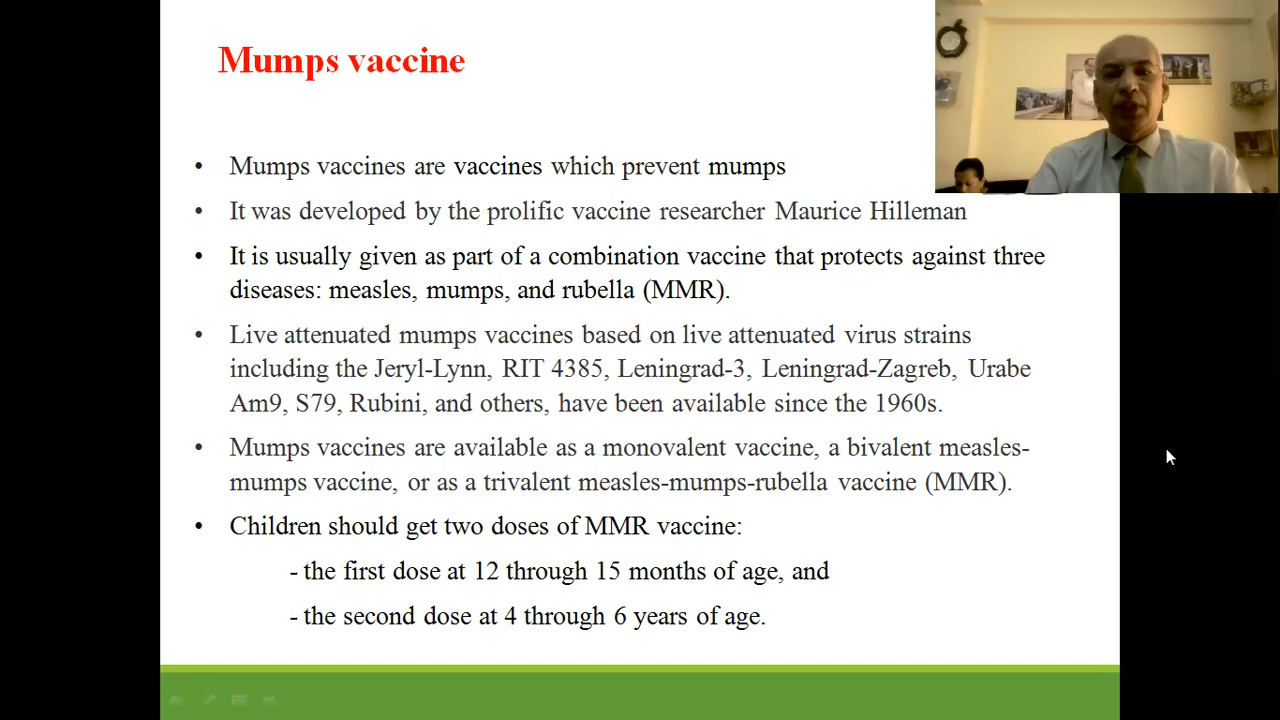 Mumps vaccine
• Mumps vaccines are vaccines which prevent mumps
• It was developed by the prolific vaccine researcher Maurice Hilleman
• It is usually given as part of a combination vaccine that protects against three
diseases: measles, mumps, and rubella (MMR).
• Live attenuated mumps vaccines based on live attenuated virus strains
including the Jeryl-Lynn, RIT 4385, Leningrad-3, Leningrad-Zagreb, Urabe
Am9, S79, Rubini, and others, have been available since the 1960s.
• Mumps vaccines are available as a monovalent vaccine, a bivalent measles-
mumps vaccine, or as a trivalent measles-mumps-rubella vaccine (MMR).
• Children should get two doses of MMR vaccine:
- the first dose at 12 through 15 months of age, and
- the second dose at 4 through 6 years of age.